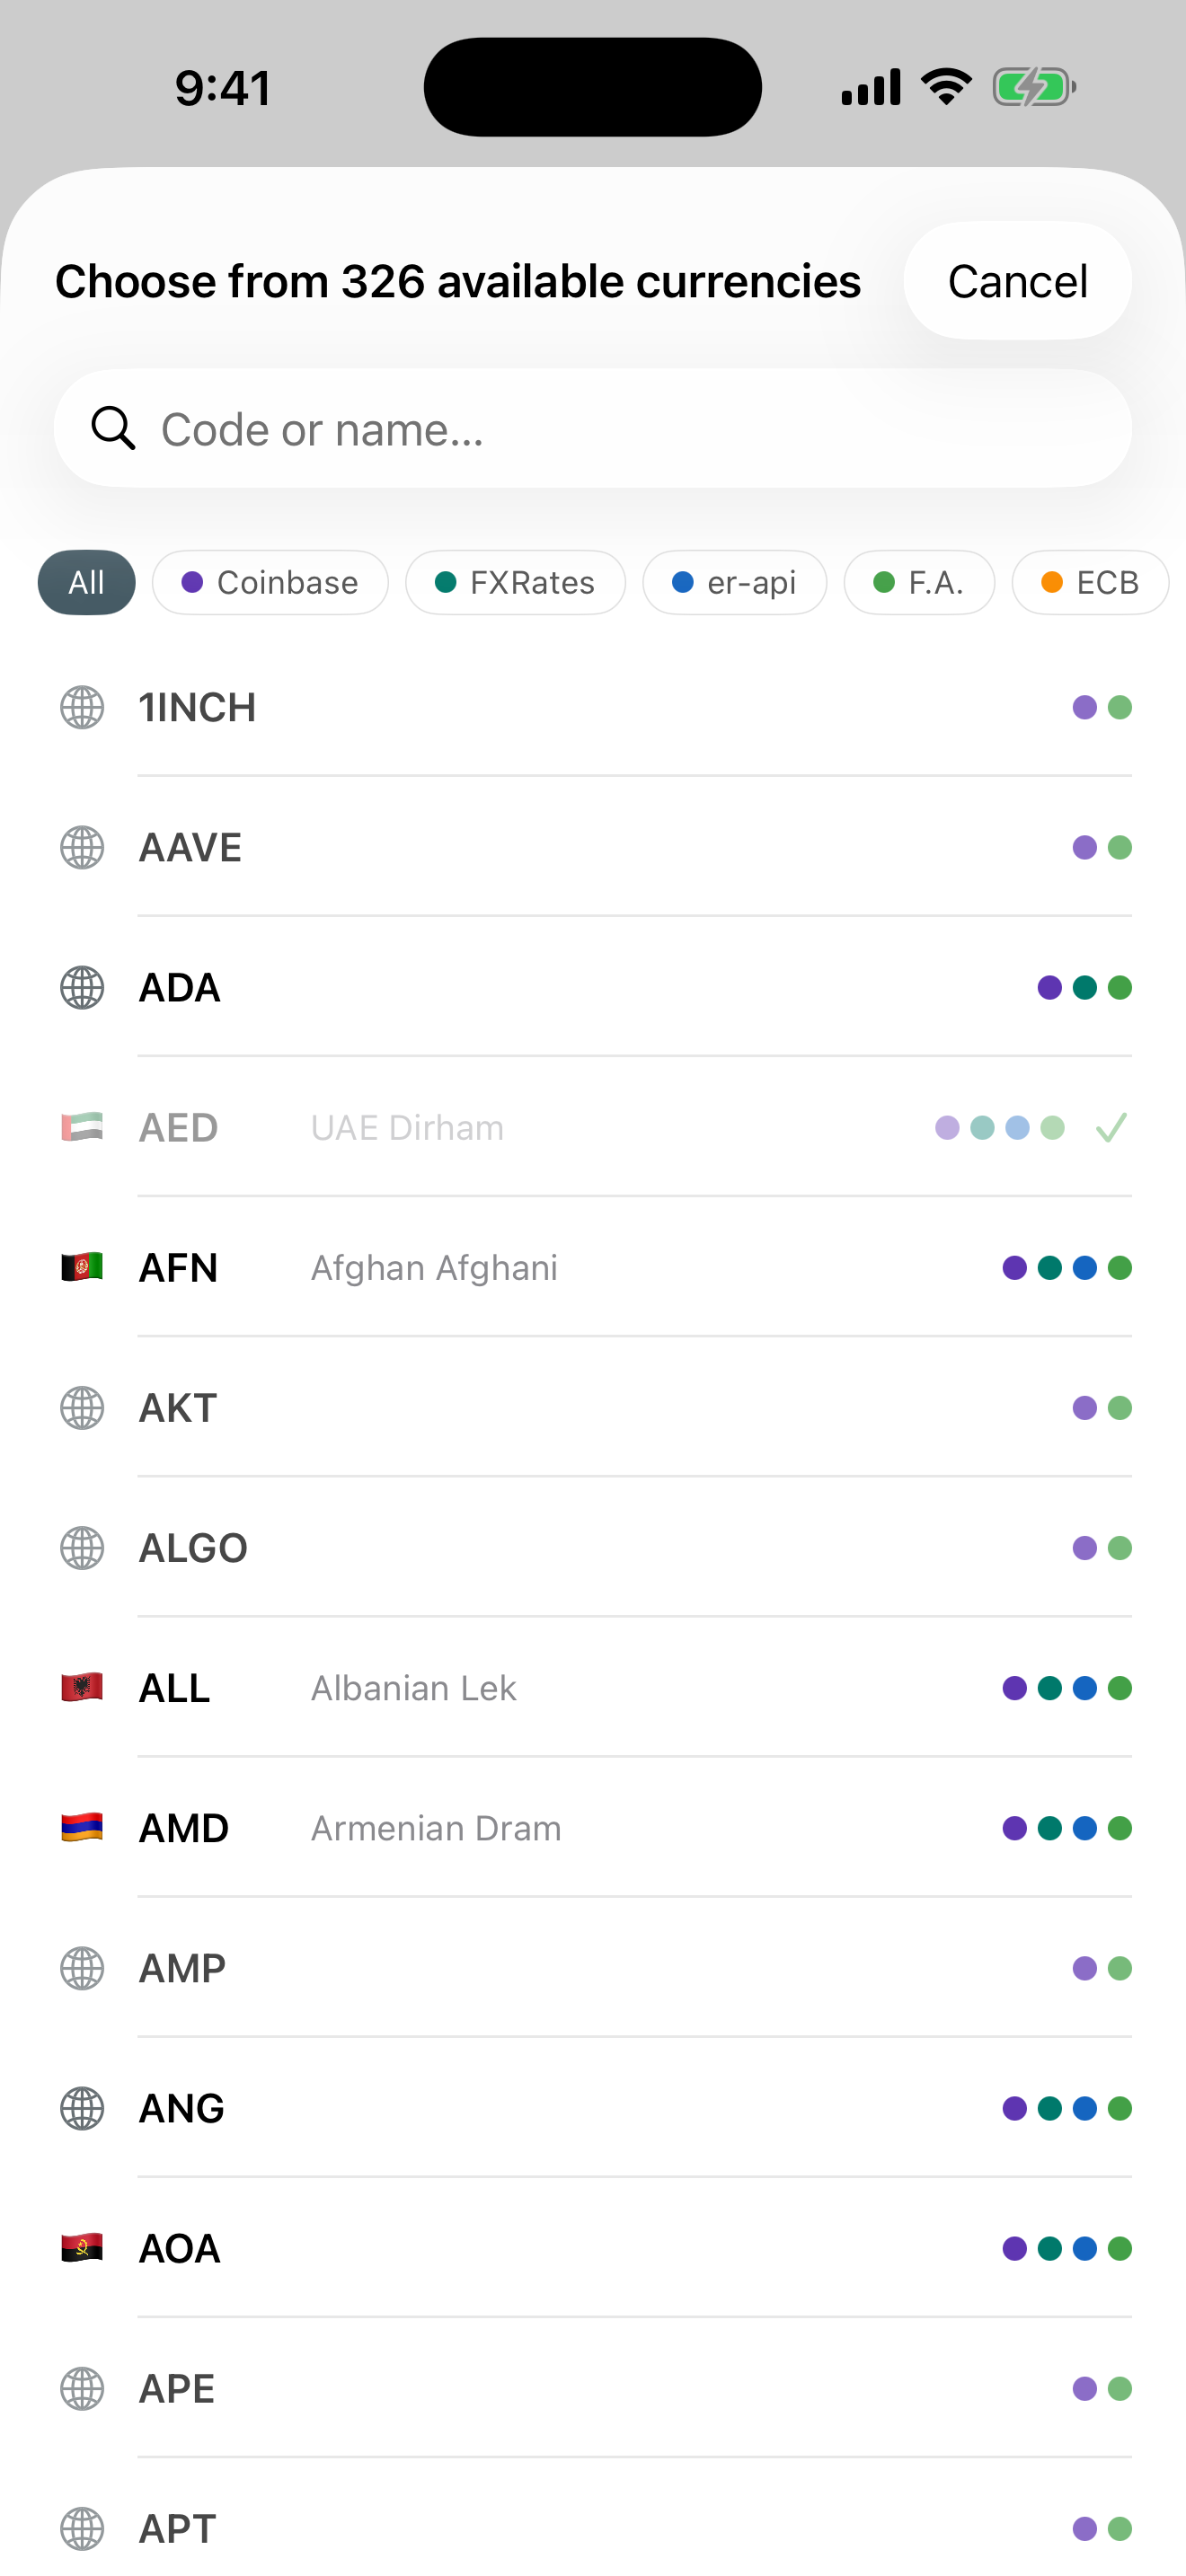 9:41
Choose from 326 available currencies Cancel
Code or name...
All Coinbase FXRates er-api F.A. ECB
1INCH
AAVE
ADA
AED UAE Dirham
AFN Afghan Afghani
AKT
ALGO
ALL Albanian Lek
AMD Armenian Dram
AMP
ANG
AOA
APE
APT